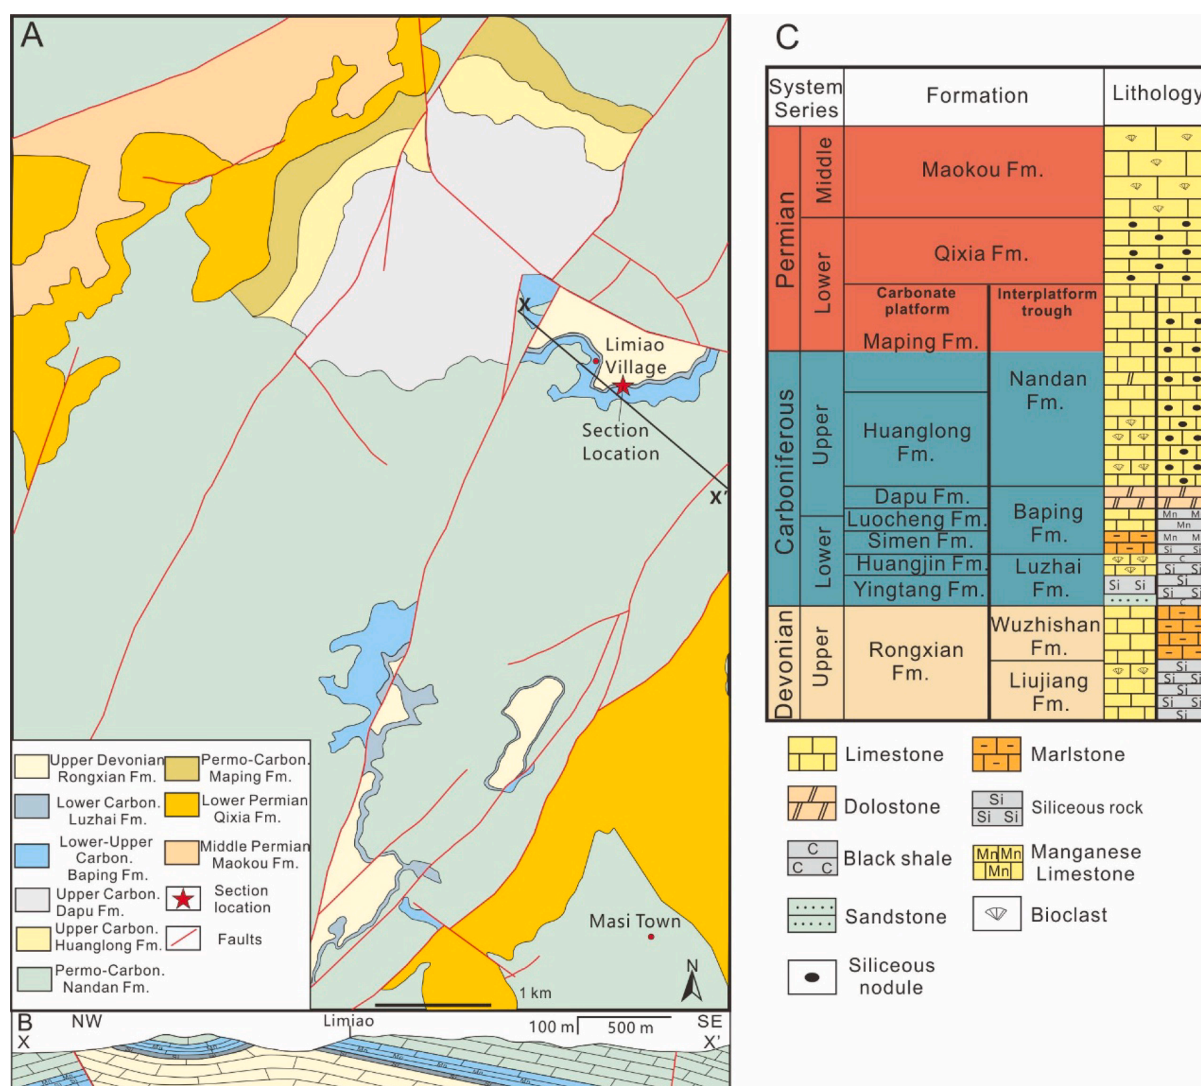 A
X
Limiao
Village
Section
Location
X'
Masi Town
N
1 km
Upper Devonian
Rongxian Fm.
Lower Carbon.
Luzhai Fm.
Lower-Upper
Carbon.
Baping Fm.
Upper Carbon.
Dapu Fm.
Upper Carbon.
Huanglong Fm.
Permo-Carbon.
Nandan Fm.
Permo-Carbon.
Maping Fm.
Lower Permian
Qixia Fm.
Middle Permian
Maokou Fm.
Section
location
Faults
B
NW
X
Limiao
100 m
500 m
SE
X'
C
System
Series
Formation
Lithology
Permian
Middle
Maokou Fm.
Lower
Qixia Fm.
Carbonate
platform
Interplatform
trough
Maping Fm.
Carboniferous
Upper
Nandan
Fm.
Huanglong
Fm.
Dapu Fm.
Lower
Luocheng Fm.
Baping
Fm.
Simen Fm.
Huangjin Fm.
Luzhai
Fm.
Yingtang Fm.
Devonian
Upper
Rongxian
Fm.
Wuzhishan
Fm.
Liujiang
Fm.
Si Si
Limestone
Marlstone
Dolostone
Si
Si Si
Siliceous rock
C
C C
Black shale
MnMn
Mn
Manganese
Limestone
Sandstone
Bioclast
Siliceous
nodule